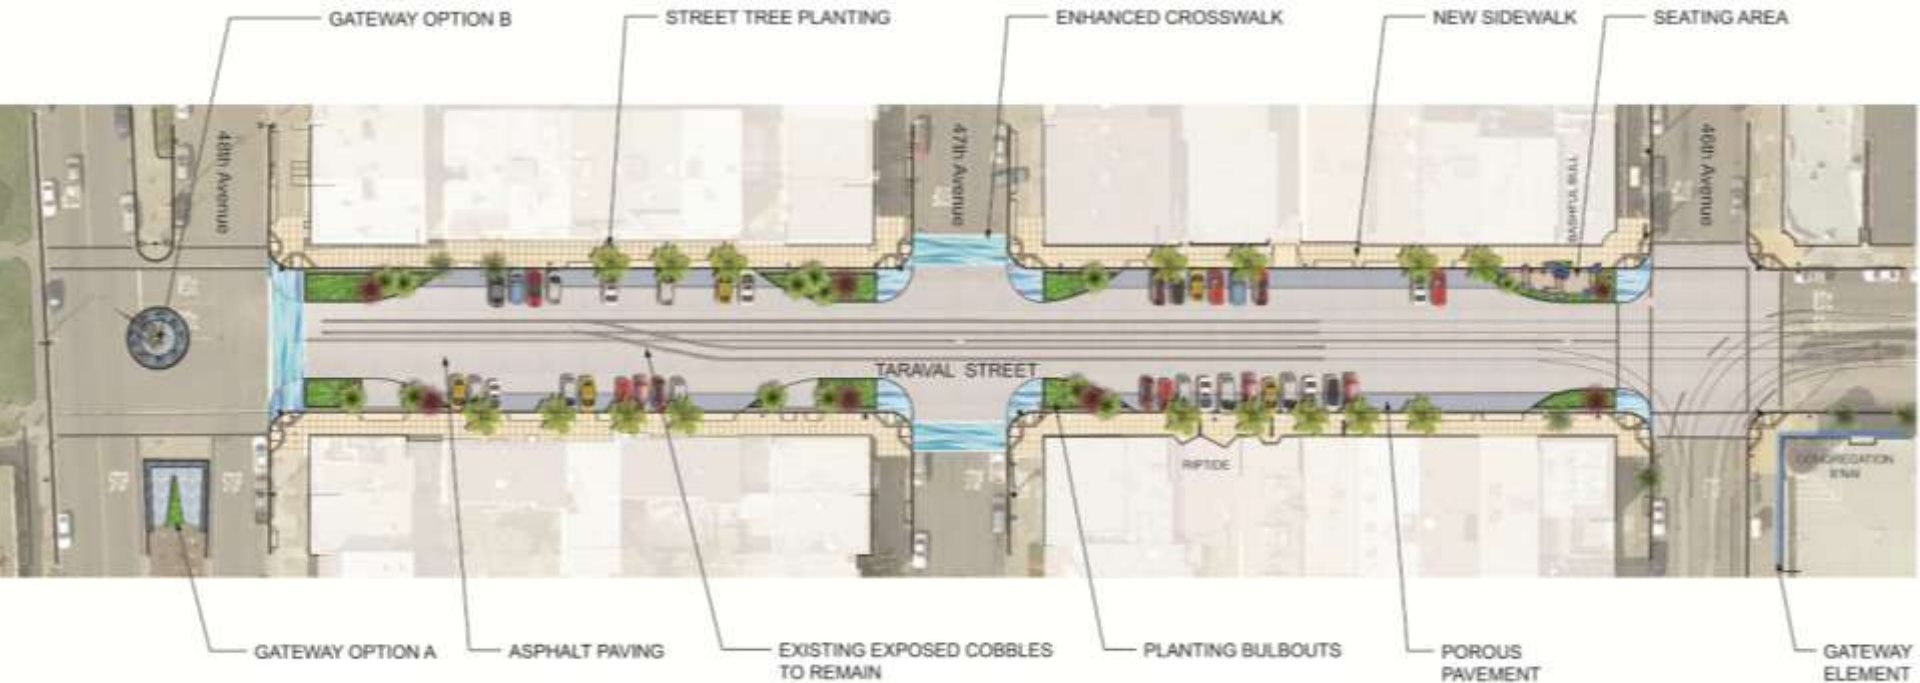 GATEWAY OPTION B
STREET TREE PLANTING
ENHANCED CROSSWALK
NEW SIDEWALK
SEATING AREA
48th Avenue
47th Avenue
46th Avenue
TARAVAL STREET
RIPTIDE
CONGREGATION
GATEWAY OPTION A
ASPHALT PAVING
EXISTING EXPOSED COBBLES
TO REMAIN
PLANTING BULBOUTS
POROUS
PAVEMENT
GATEWAY
ELEMENT